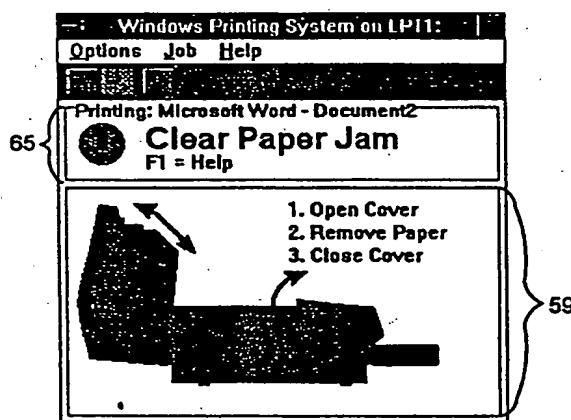 Windows Printing System on LPT1:
Options Job Help
Printing: Microsoft Word - Document2
65
Clear Paper Jam
F1 = Help
1. Open Cover
2. Remove Paper
3. Close Cover
59